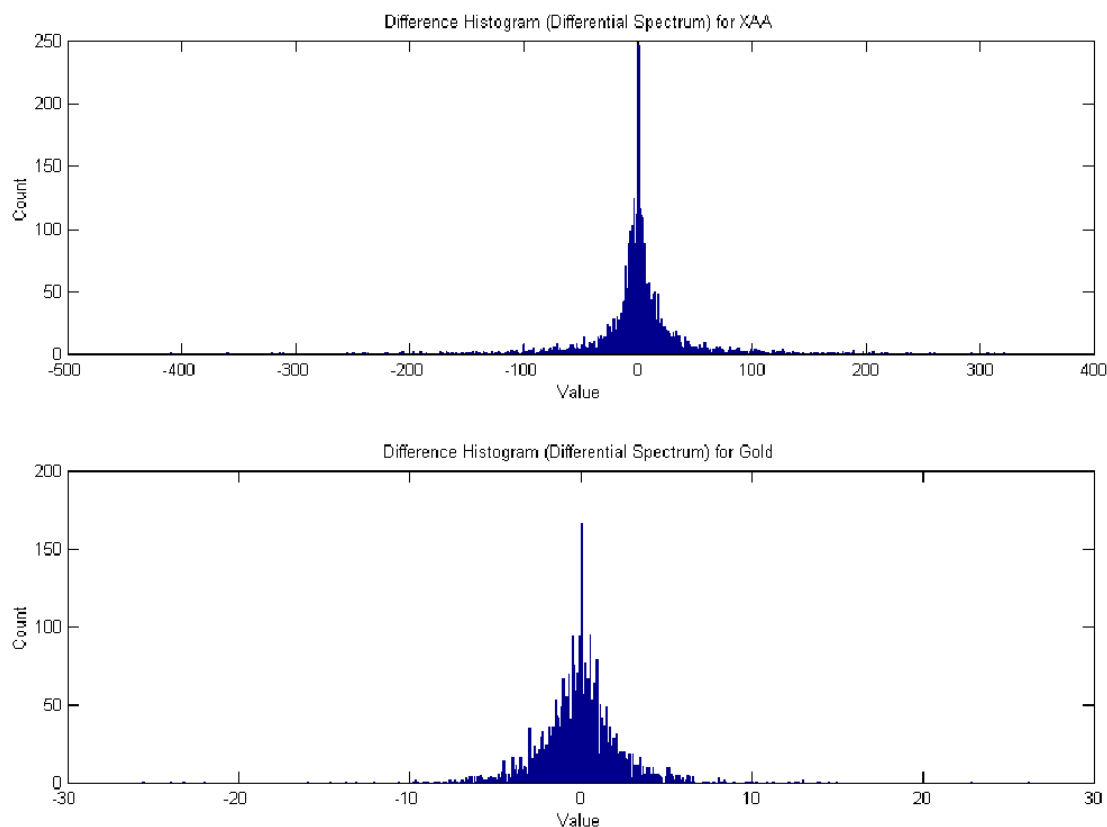 Difference Histogram (Differential Spectrum) for XAA
250
200
150
100
50
0
Count
-500 -400 -300 -200 -100 0 100 200 300 400
Value
Difference Histogram (Differential Spectrum) for Gold
200
150
100
50
0
Count
-30 -20 -10 0 10 20 30
Value